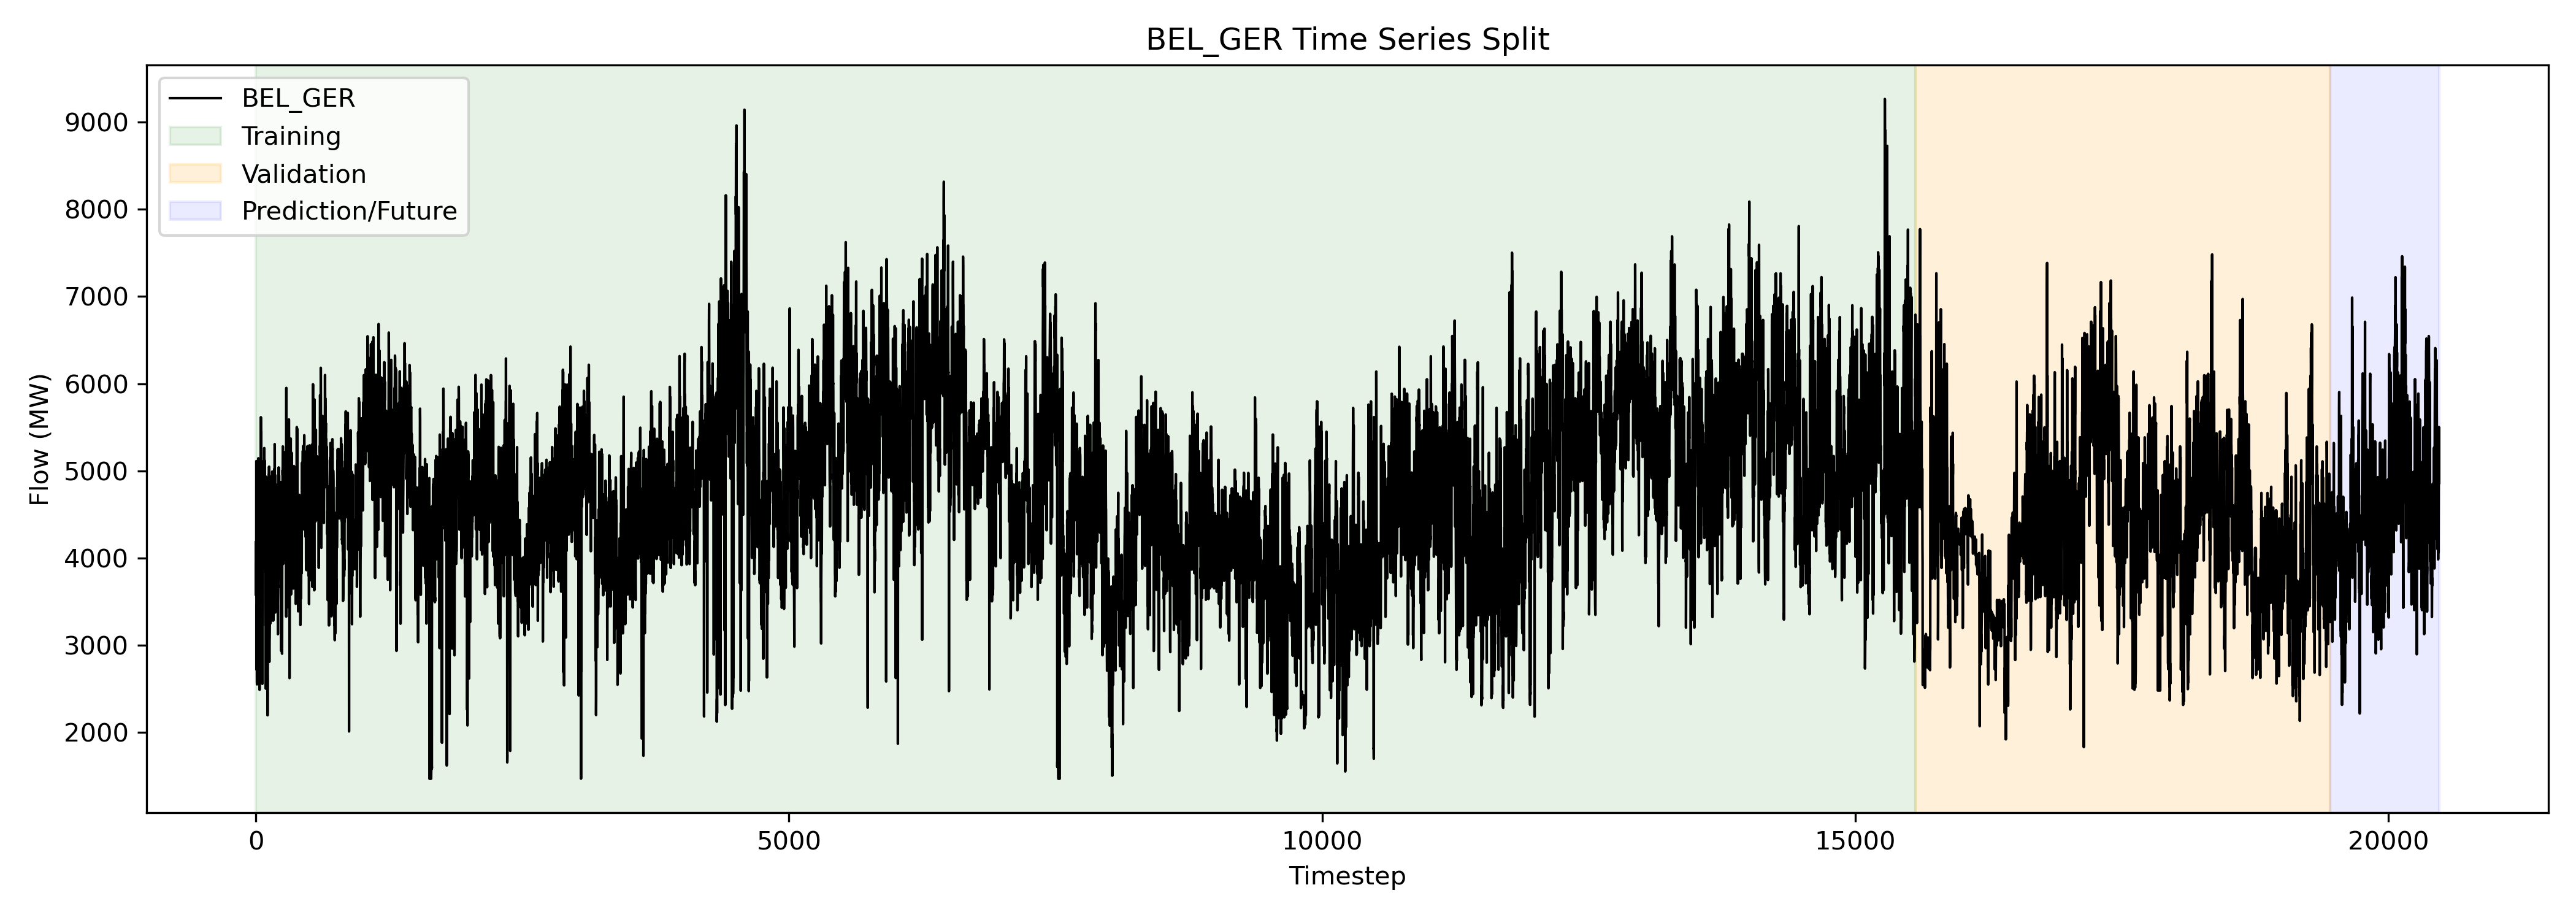 BEL_GER Time Series Split
BEL_GER
Training
Validation
Prediction/Future
Flow (MW)
9000
8000
7000
6000
5000
4000
3000
2000
0 5000 10000 15000 20000
Timestep